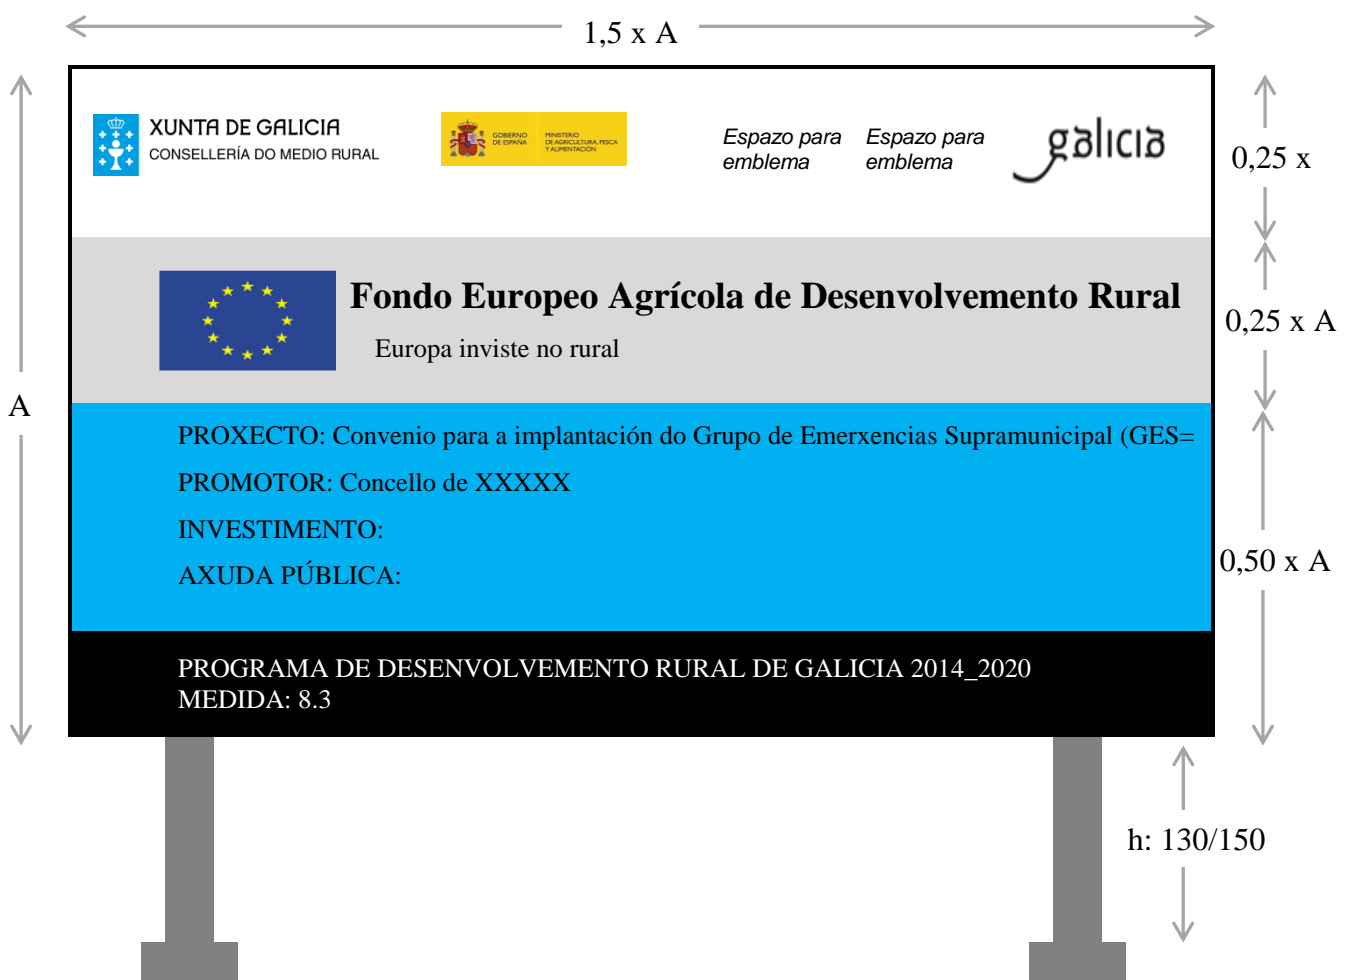 1,5 x A
XUNTA DE GALICIA
CONSELLERÍA DO MEDIO RURAL
GOBIERNO
DE ESPAÑA
MINISTERIO
DE AGRICULTURA, PESCA
Y ALIMENTACIÓN
Espazo para
emblema
Espazo para
emblema
galicia
0,25 x
Fondo Europeo Agrícola de Desenvolvemento Rural
Europa inviste no rural
0,25 x A
A
PROXECTO: Convenio para a implantación do Grupo de Emerxencias Supramunicipal (GES=
PROMOTOR: Concello de XXXXX
INVESTIMENTO:
AXUDA PÚBLICA:
0,50 x A
PROGRAMA DE DESENVOLVEMENTO RURAL DE GALICIA 2014_2020
MEDIDA: 8.3
h: 130/150